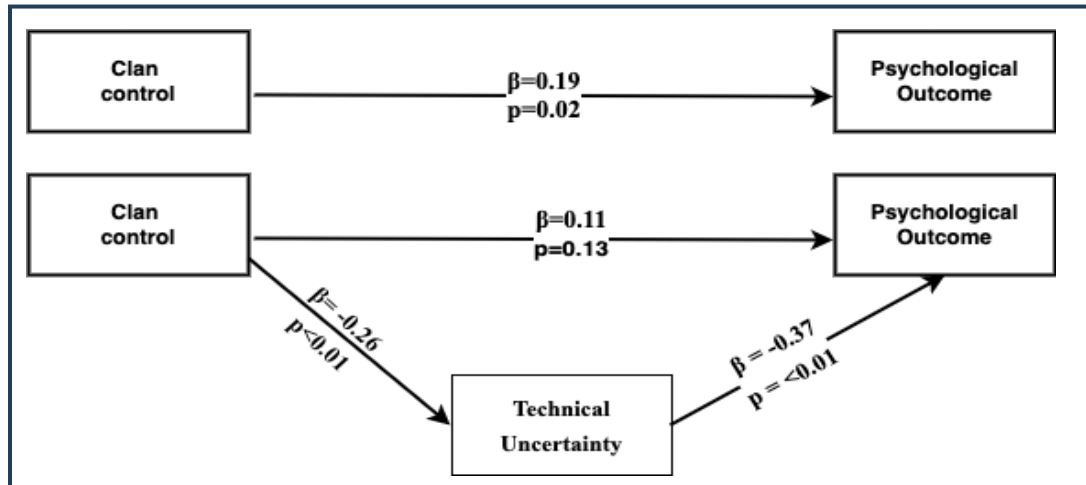 Clan
control
β=0.19
p=0.02
Psychological
Outcome
Clan
control
β=0.11
p=0.13
Psychological
Outcome
β= -0.26
p<0.01
β = -0.37
p = <0.01
Technical
Uncertainty